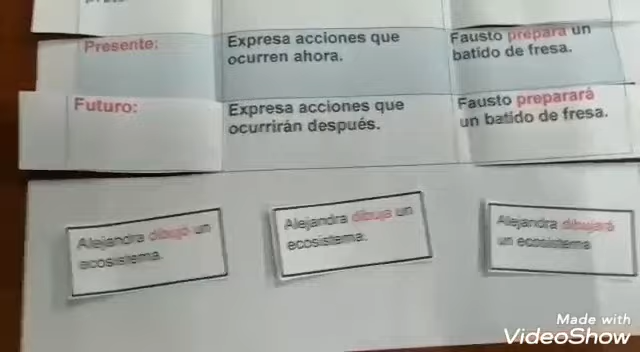 Presente:
Expresa acciones que
ocurren ahora.
Fausto prepara un
batido de fresa.
Futuro:
Expresa acciones que
ocurrirán después.
Fausto preparará
un batido de fresa.
Alejandra dibujó un
ecosistema.
Alejandra dibuja un
ecosistema.
Alejandra dibujará
un ecosistema
Made with
VideoShow